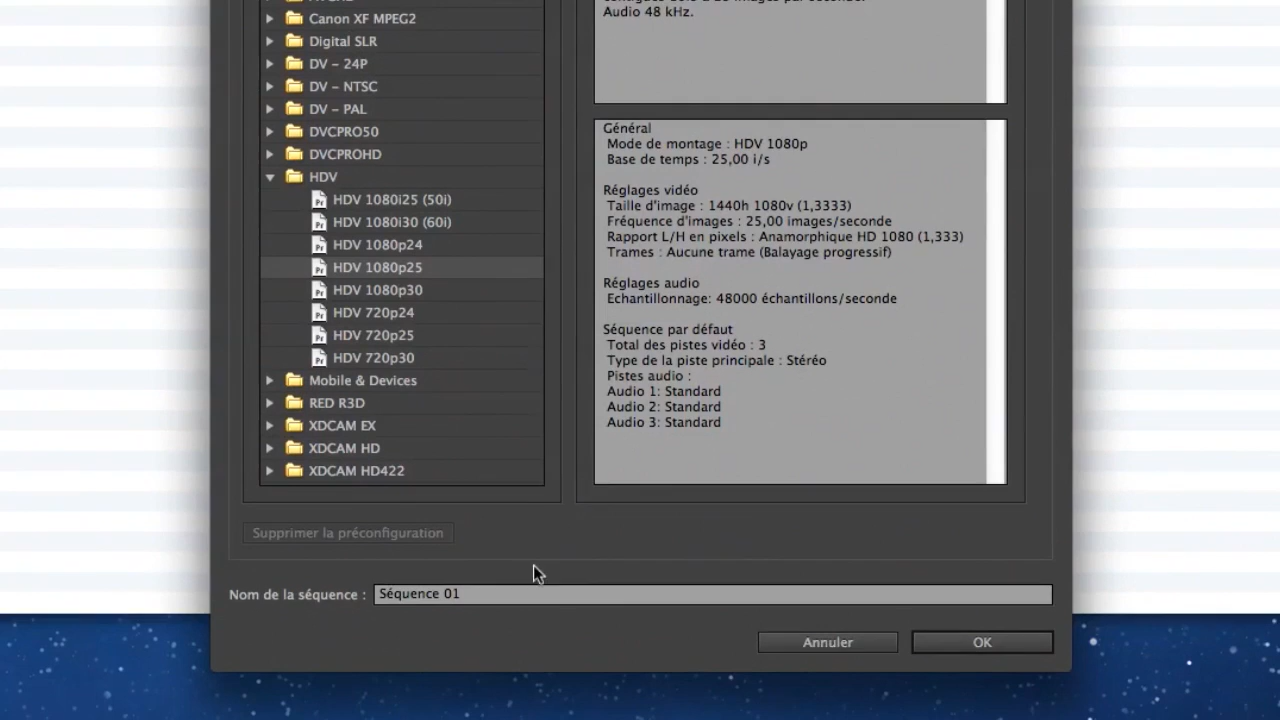 Canon XF MPEG2
Digital SLR
DV – 24P
DV – NTSC
DV – PAL
DVCPRO50
DVCPROHD
HDV
HDV 1080i25 (50i)
HDV 1080i30 (60i)
HDV 1080p24
HDV 1080p25
HDV 1080p30
HDV 720p24
HDV 720p25
HDV 720p30
Mobile & Devices
RED R3D
XDCAM EX
XDCAM HD
XDCAM HD422
Audio 48 kHz.
Général
Mode de montage : HDV 1080p
Base de temps : 25,00 i/s
Réglages vidéo
Taille d'image : 1440h 1080v (1,3333)
Fréquence d'images : 25,00 images/seconde
Rapport L/H en pixels : Anamorphique HD 1080 (1,333)
Trames : Aucune trame (Balayage progressif)
Réglages audio
Echantillonnage: 48000 échantillons/seconde
Séquence par défaut
Total des pistes vidéo : 3
Type de la piste principale : Stéréo
Pistes audio :
Audio 1: Standard
Audio 2: Standard
Audio 3: Standard
Supprimer la préconfiguration
Nom de la séquence : Séquence 01
Annuler
OK